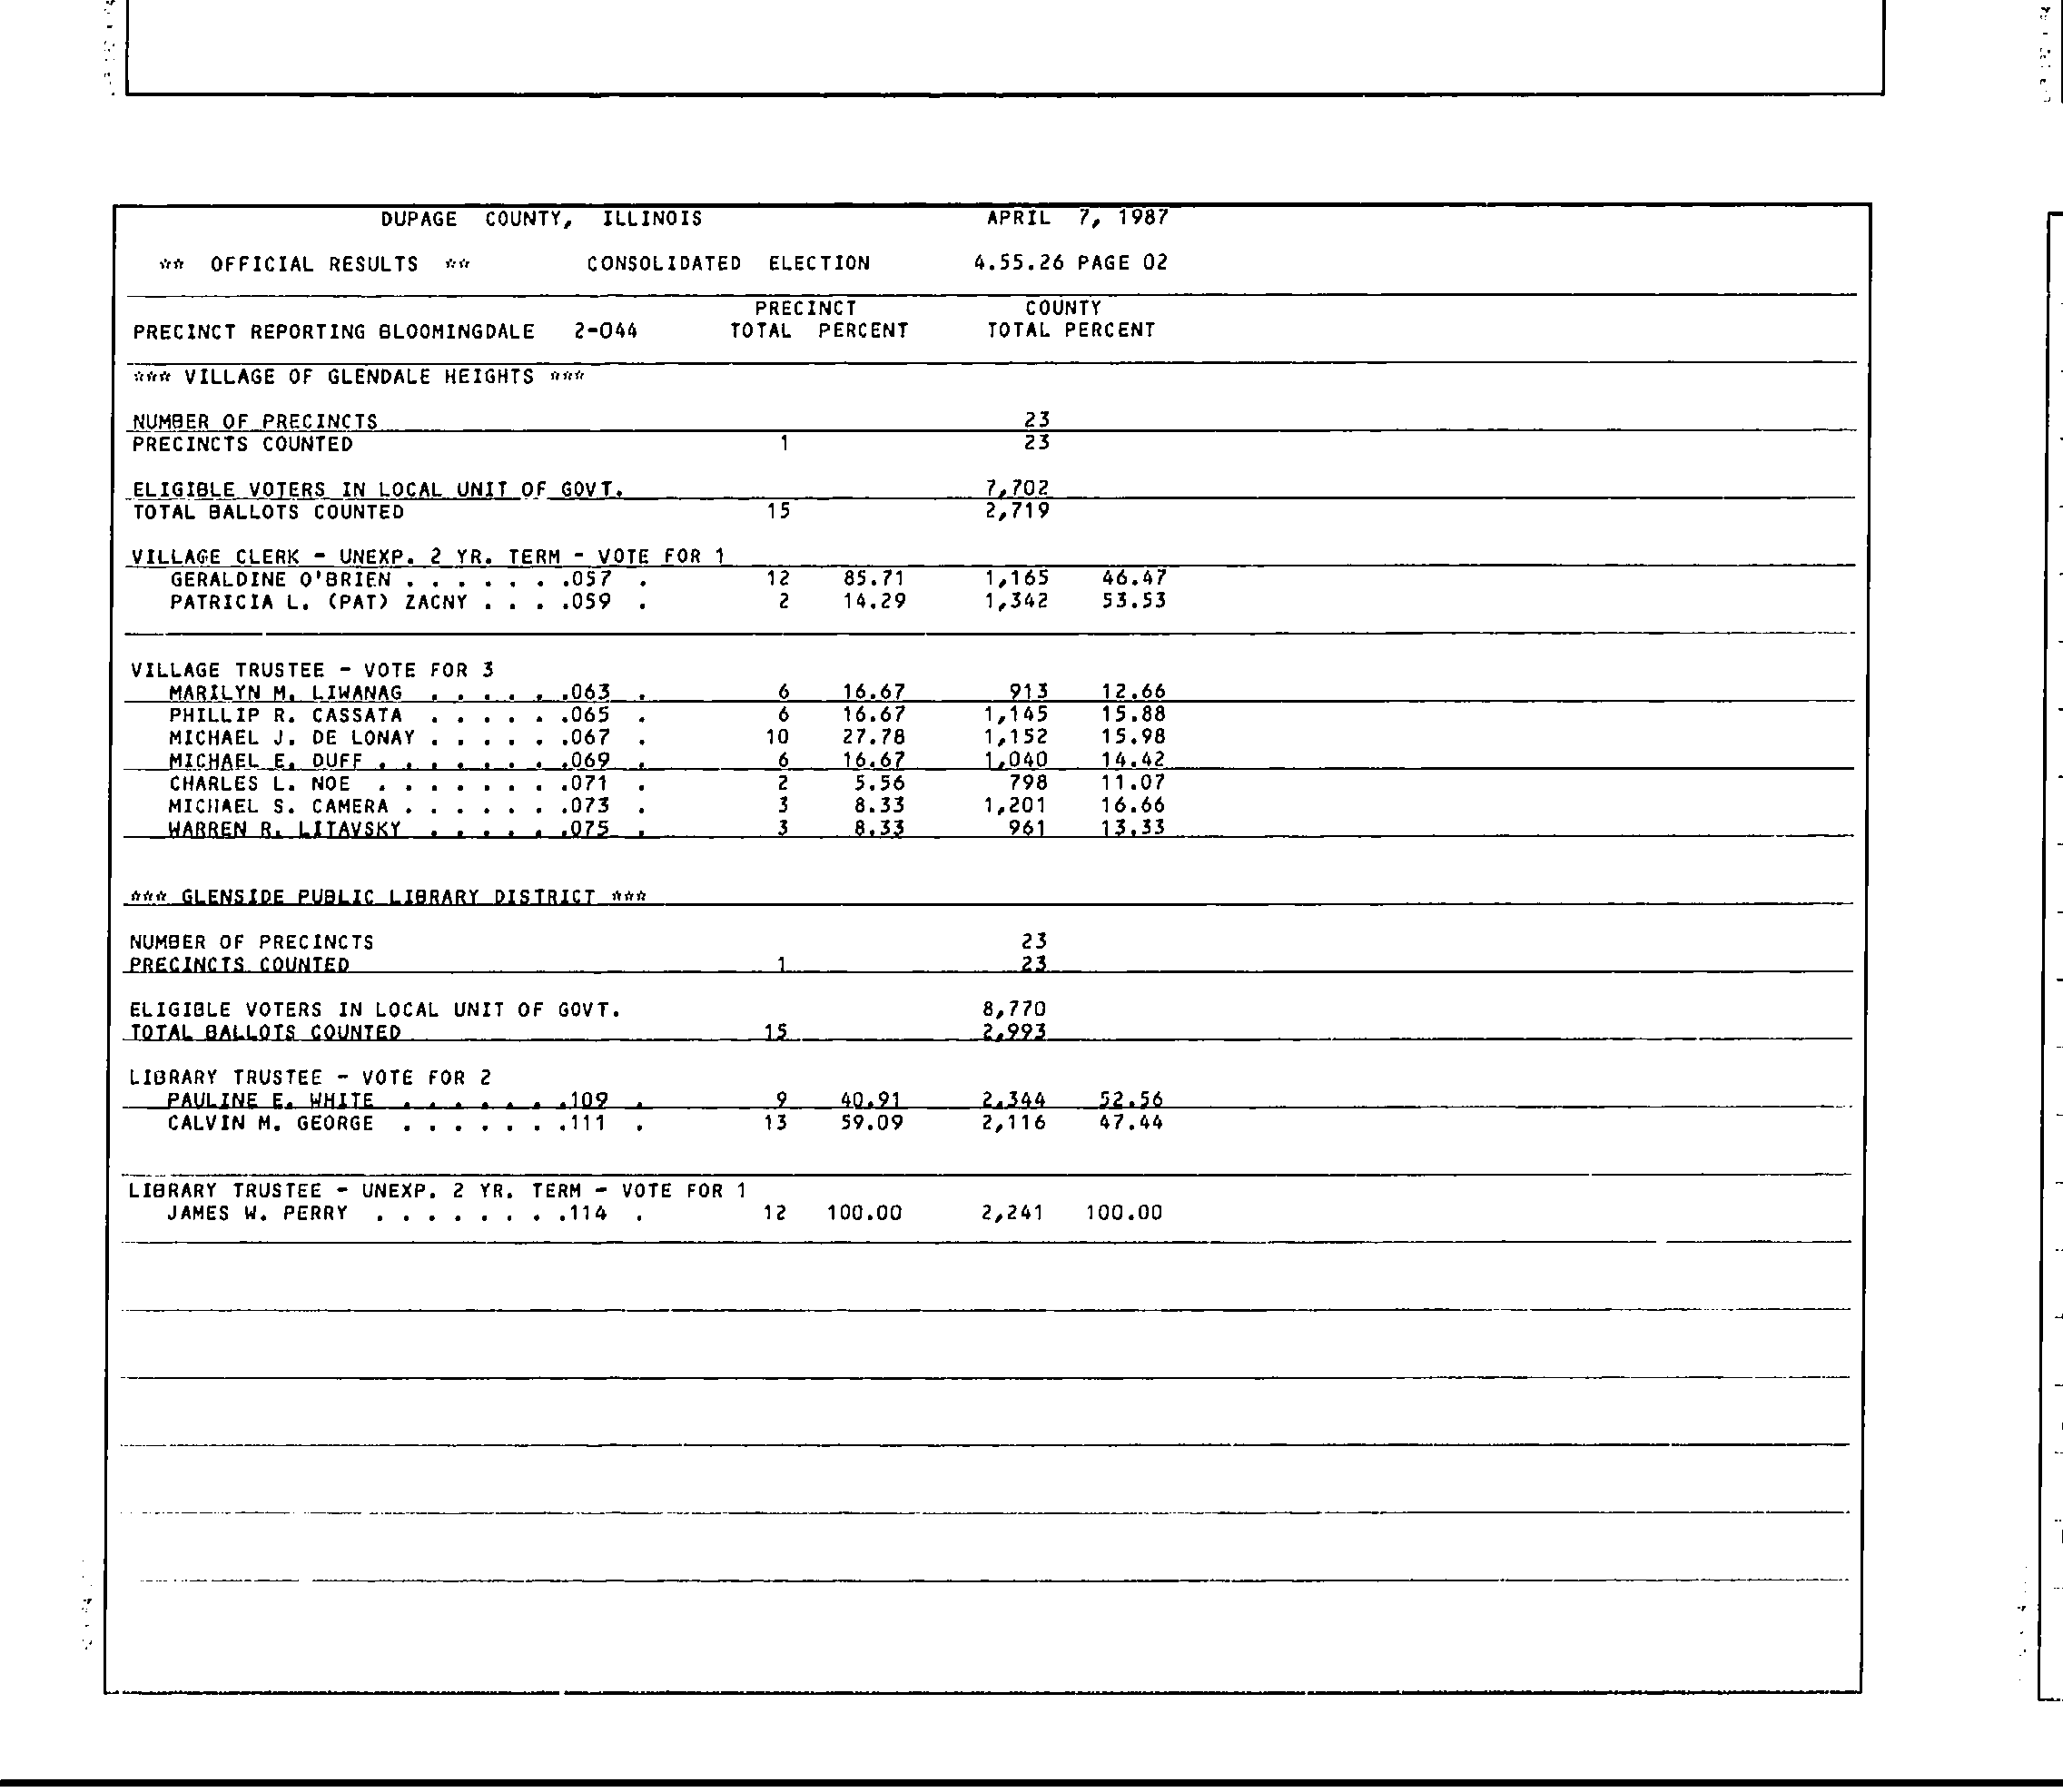 DUPAGE COUNTY, ILLINOIS APRIL 7, 1987
** OFFICIAL RESULTS ** CONSOLIDATED ELECTION 4.55.26 PAGE 02
PRECINCT COUNTY
PRECINCT REPORTING BLOOMINGDALE 2-044 TOTAL PERCENT TOTAL PERCENT
*** VILLAGE OF GLENDALE HEIGHTS ***
NUMBER OF PRECINCTS 23
PRECINCTS COUNTED 1 23
ELIGIBLE VOTERS IN LOCAL UNIT OF GOVT. 7,702
TOTAL BALLOTS COUNTED 15 2,719
VILLAGE CLERK - UNEXP. 2 YR. TERM - VOTE FOR 1
GERALDINE O'BRIEN . . . . . . .057 . 12 85.71 1,165 46.47
PATRICIA L. (PAT) ZACNY . . . .059 . 2 14.29 1,342 53.53
VILLAGE TRUSTEE - VOTE FOR 3
MARILYN M. LIWANAG . . . . . .063 . 6 16.67 913 12.66
PHILLIP R. CASSATA . . . . . .065 . 6 16.67 1,145 15.88
MICHAEL J. DE LONAY . . . . . .067 . 10 27.78 1,152 15.98
MICHAEL E. DUFF . . . . . . . .069 . 6 16.67 1,040 14.42
CHARLES L. NOE . . . . . . . .071 . 2 5.56 798 11.07
MICHAEL S. CAMERA . . . . . . .073 . 3 8.33 1,201 16.66
WARREN R. LITAVSKY . . . . . .075 . 3 8.33 961 13.33
*** GLENSIDE PUBLIC LIBRARY DISTRICT ***
NUMBER OF PRECINCTS 23
PRECINCTS COUNTED 1 23
ELIGIBLE VOTERS IN LOCAL UNIT OF GOVT. 8,770
TOTAL BALLOTS COUNTED 15 2,993
LIBRARY TRUSTEE - VOTE FOR 2
PAULINE E. WHITE . . . . . . .109 . 9 40.91 2,344 52.56
CALVIN M. GEORGE . . . . . . .111 . 13 59.09 2,116 47.44
LIBRARY TRUSTEE - UNEXP. 2 YR. TERM - VOTE FOR 1
JAMES W. PERRY . . . . . . . .114 . 12 100.00 2,241 100.00